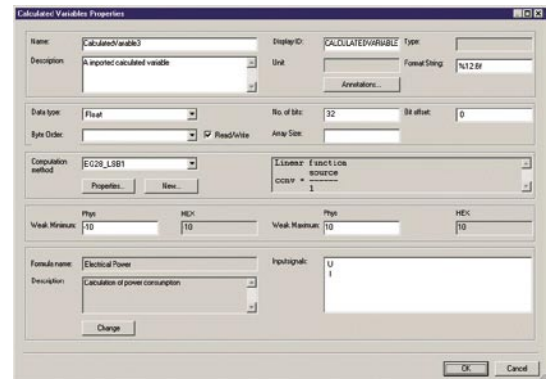 Calculated Variables Properties
Name: CalculatedVariable3 Display ID: CALCULATEDVARIABLE Type:
Description: A imported calculated variable Unit: Format String: %12.8f
Annotations...
Data type: Float No. of bits: 32 Bit offset: 0
Byte Order: Read/Write Array Size:
Computation method: EG28_LSB1
Linear function
source
conv = ------
1
Properties... New...
Phys HEX Phys HEX
Weak Minimum: -10 10 Weak Maximum: 10 10
Formula name: Electrical Power Inputsignals: U
I
Description: Calculation of power consumption
Change
OK Cancel